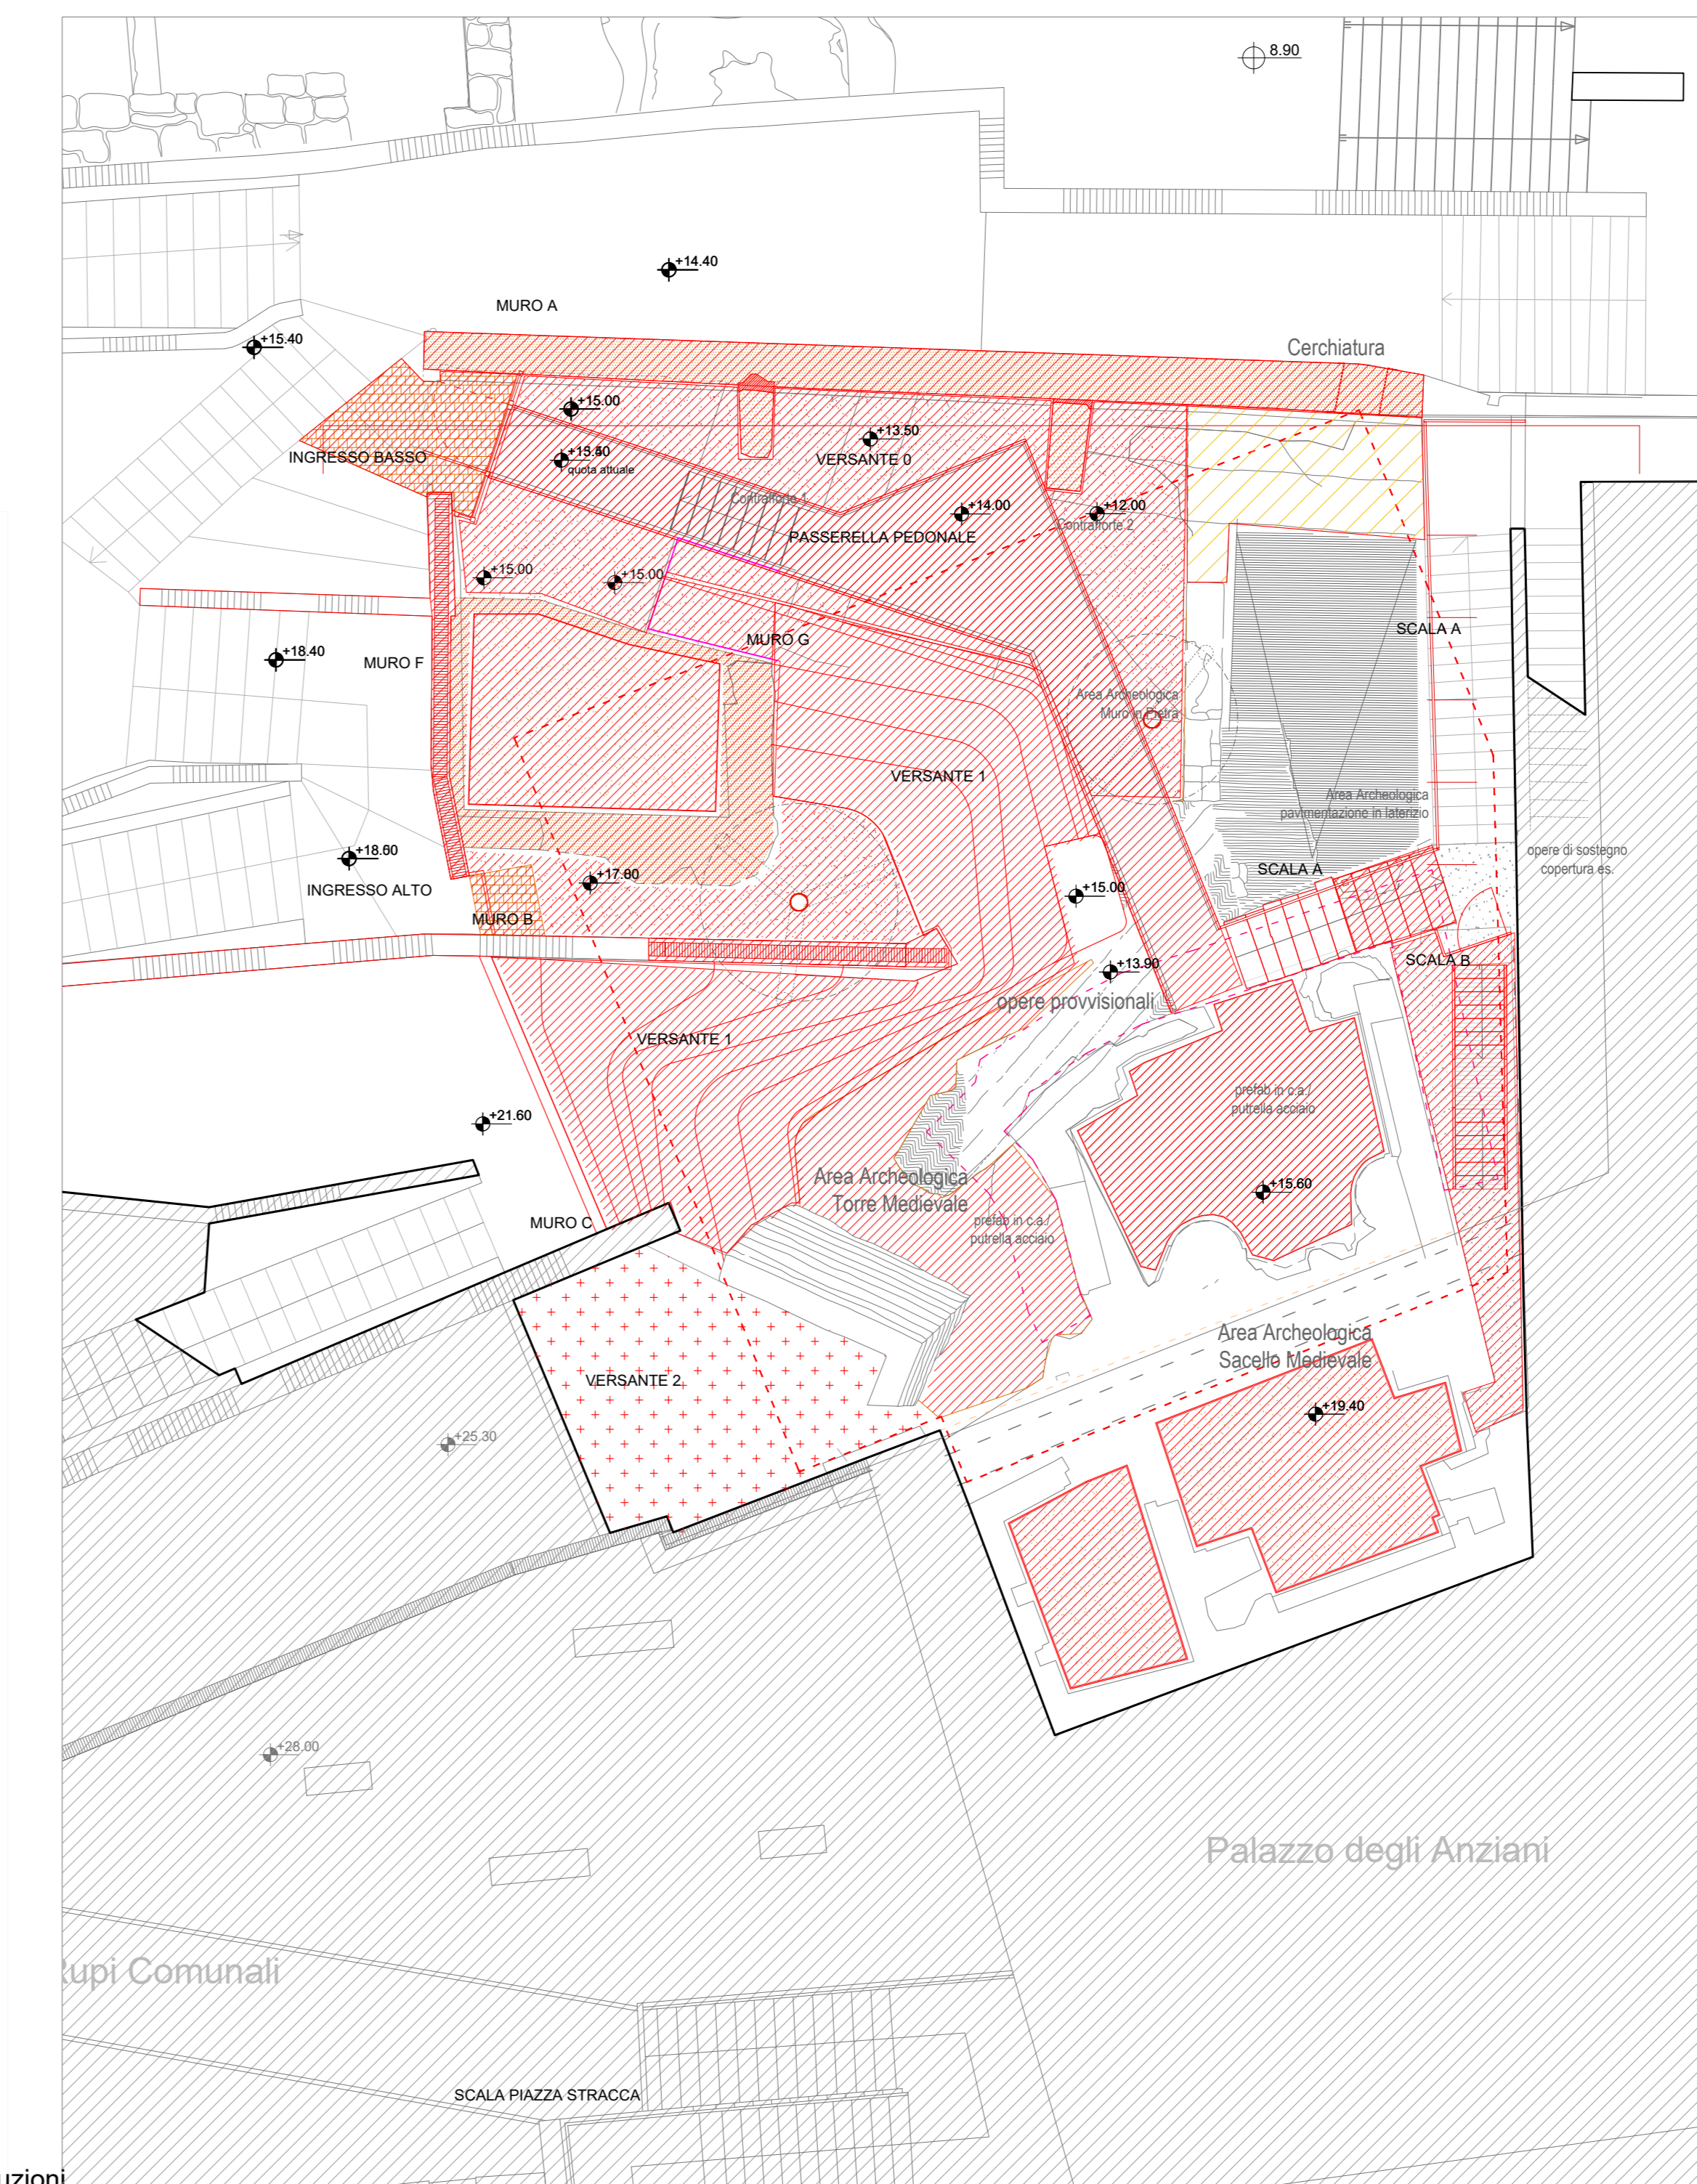 8.90
+14.40
MURO A
+15.40
Cerchiatura
+15.00
+13.50
INGRESSO BASSO
quota attuale
VERSANTE 0
Contrafforte 1
+14.00
+12.00
Contrafforte 2
PASSERELLA PEDONALE
+15.00
+15.00
SCALA A
MURO G
+18.40
MURO F
Area Archeologica
Muro in Pietra
VERSANTE 1
Area Archeologica
pavimentazione in laterizio
opere di sostegno
copertura es.
SCALA A
INGRESSO ALTO
+17.80
+15.00
MURO B
SCALA B
+13.90
opere provvisionali
VERSANTE 1
prefab in c.a./
putrella acciaio
+21.60
Area Archeologica
Torre Medievale
+15.60
MURO C
prefab in c.a./
putrella acciaio
Area Archeologica
Sacello Medievale
VERSANTE 2
+19.40
+25.30
+28.00
Palazzo degli Anziani
Rupi Comunali
SCALA PIAZZA STRACCA
uzioni